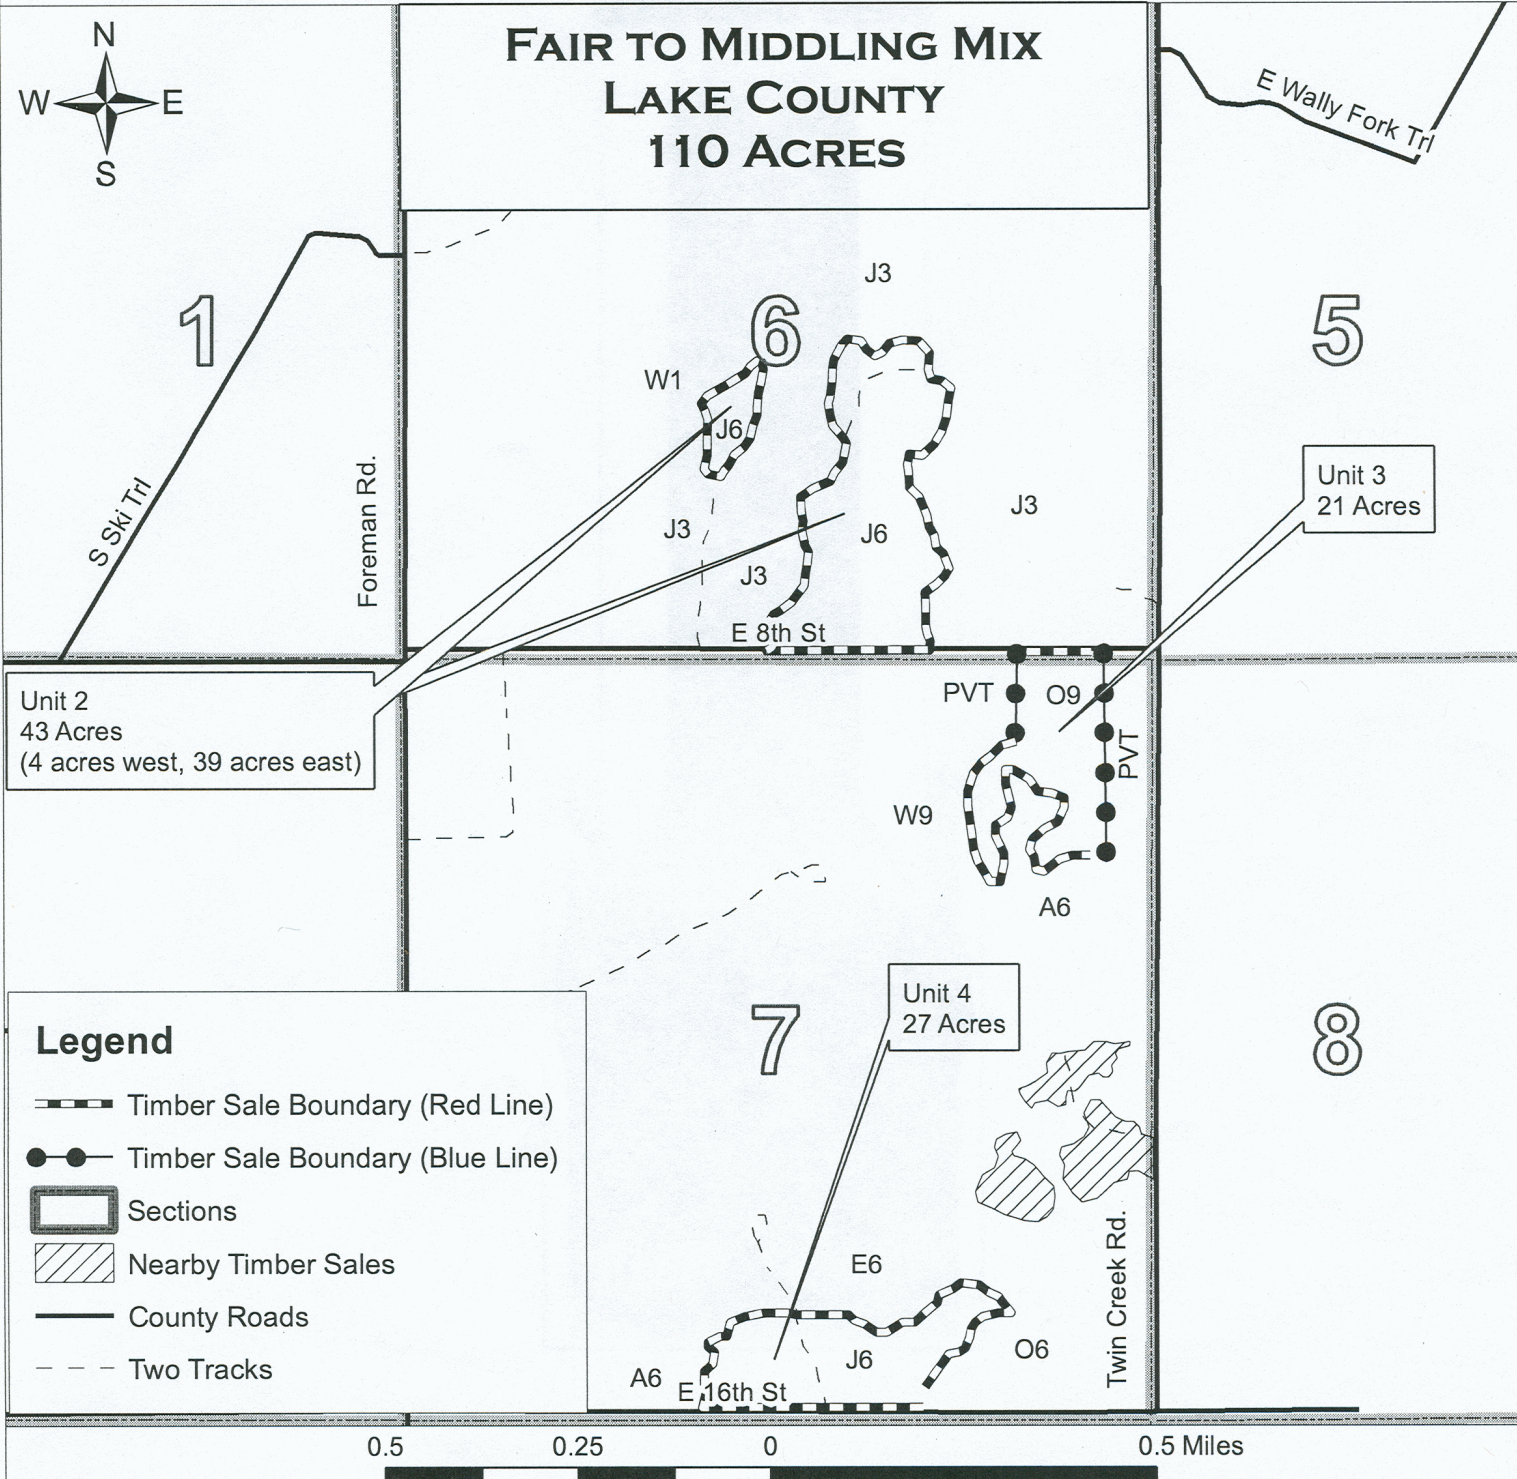 FAIR TO MIDDLING MIX
LAKE COUNTY
110 ACRES
N
W
E
S
E Wally Fork Trl
1
6
5
J3
W1
J6
J3
J3
J6
J3
S Ski Trl
Foreman Rd.
Unit 3
21 Acres
E 8th St
Unit 2
43 Acres
(4 acres west, 39 acres east)
PVT
O9
PVT
W9
A6
Unit 4
27 Acres
7
8
Legend
Timber Sale Boundary (Red Line)
Timber Sale Boundary (Blue Line)
Sections
Nearby Timber Sales
County Roads
Two Tracks
E6
J6
O6
A6
E 16th St
Twin Creek Rd.
0.5
0.25
0
0.5 Miles